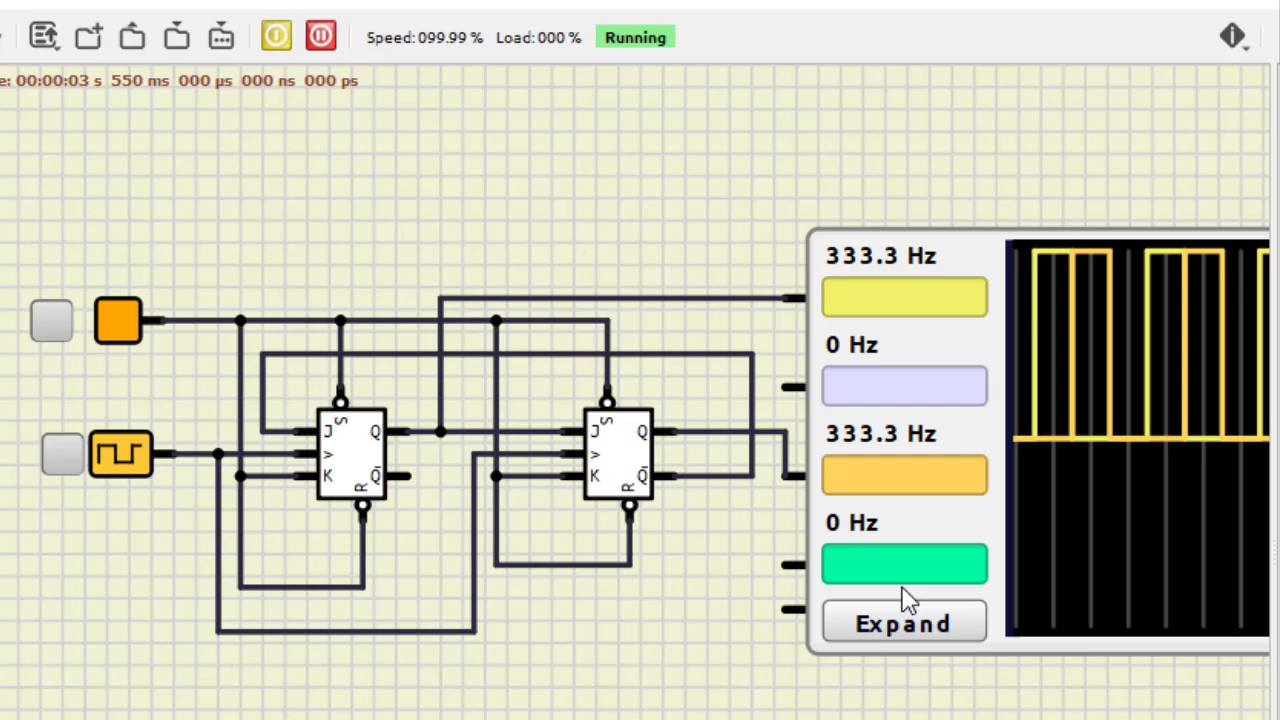 Speed:099.99 % Load:000 % Running
e: 00:00:03 s 550 ms 000 µs 000 ns 000 ps
333.3 Hz
0 Hz
333.3 Hz
0 Hz
Expand
J S Q
>
K R Q̅
J S Q
>
K R Q̅